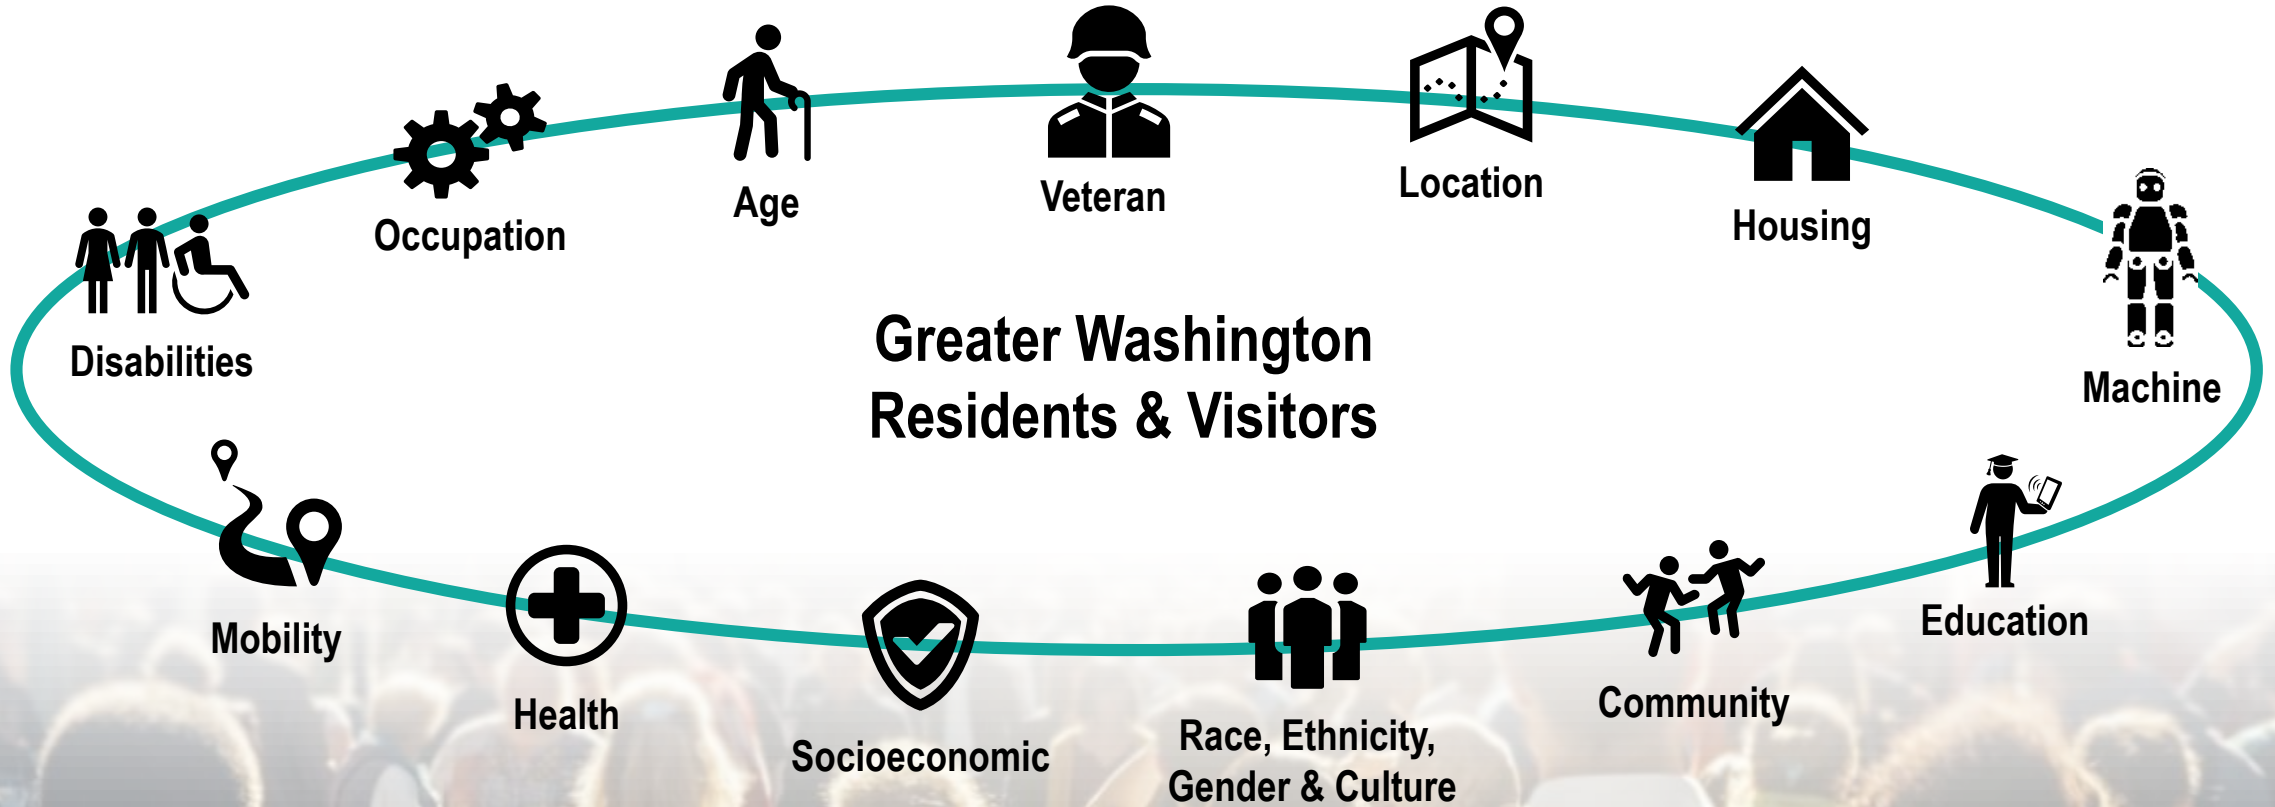 Occupation
Age
Veteran
Location
Housing
Disabilities
Machine
Greater Washington
Residents & Visitors
Mobility
Health
Socioeconomic
Race, Ethnicity,
Gender & Culture
Community
Education